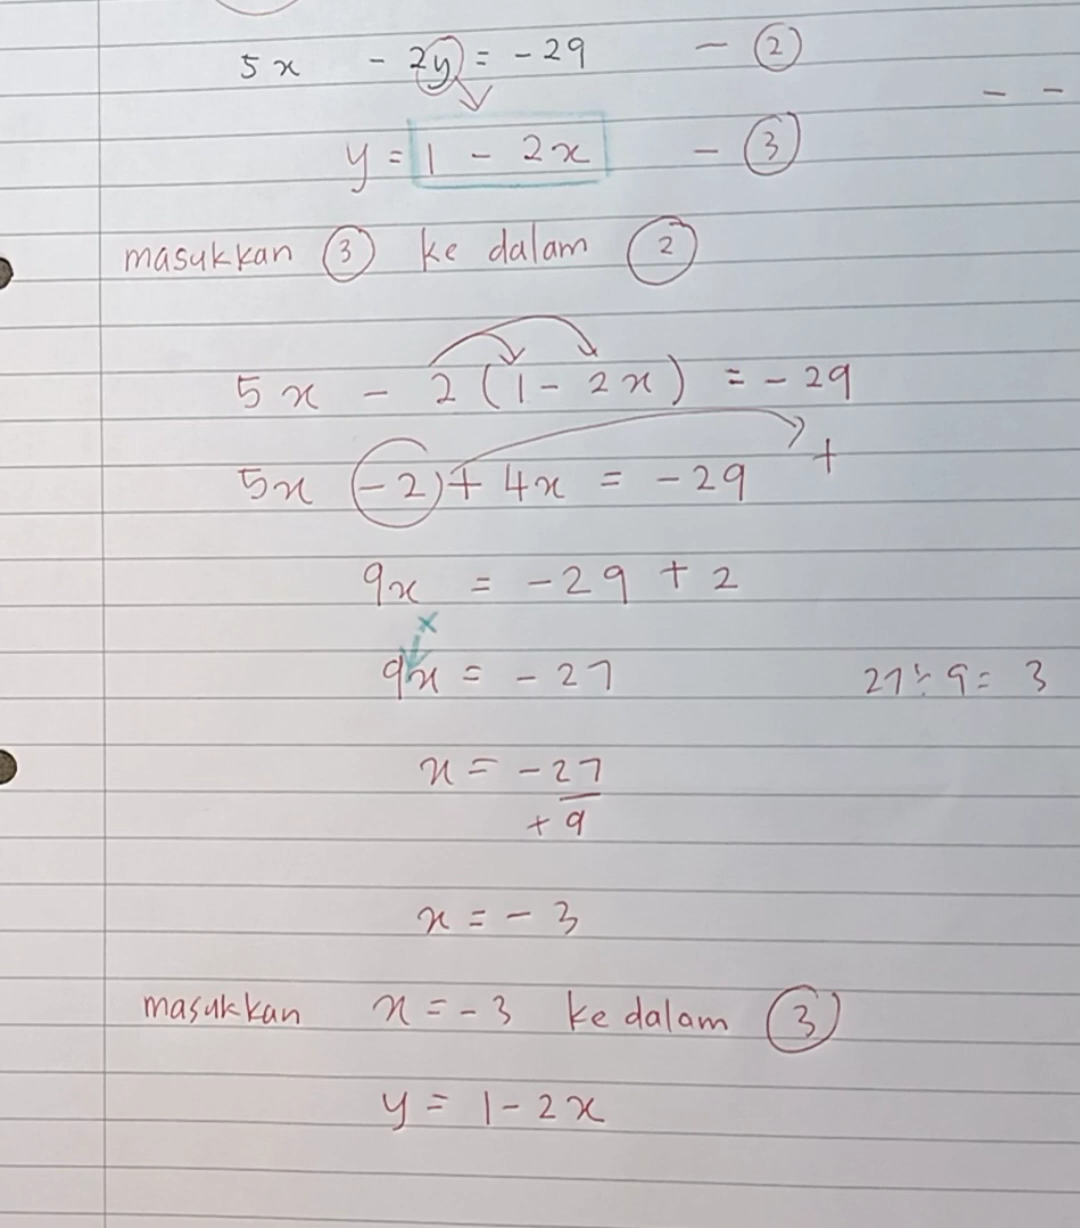 5x - 2y = -29 - ②
y = 1 - 2x - ③
masukkan ③ ke dalam ②
5x - 2(1 - 2x) = -29
+
5x - 2 + 4x = -29
9x = -29 + 2
x
9x = -27 27 ÷ 9 = 3
x = -27
+9
x = -3
masukkan x = -3 ke dalam ③
y = 1 - 2x